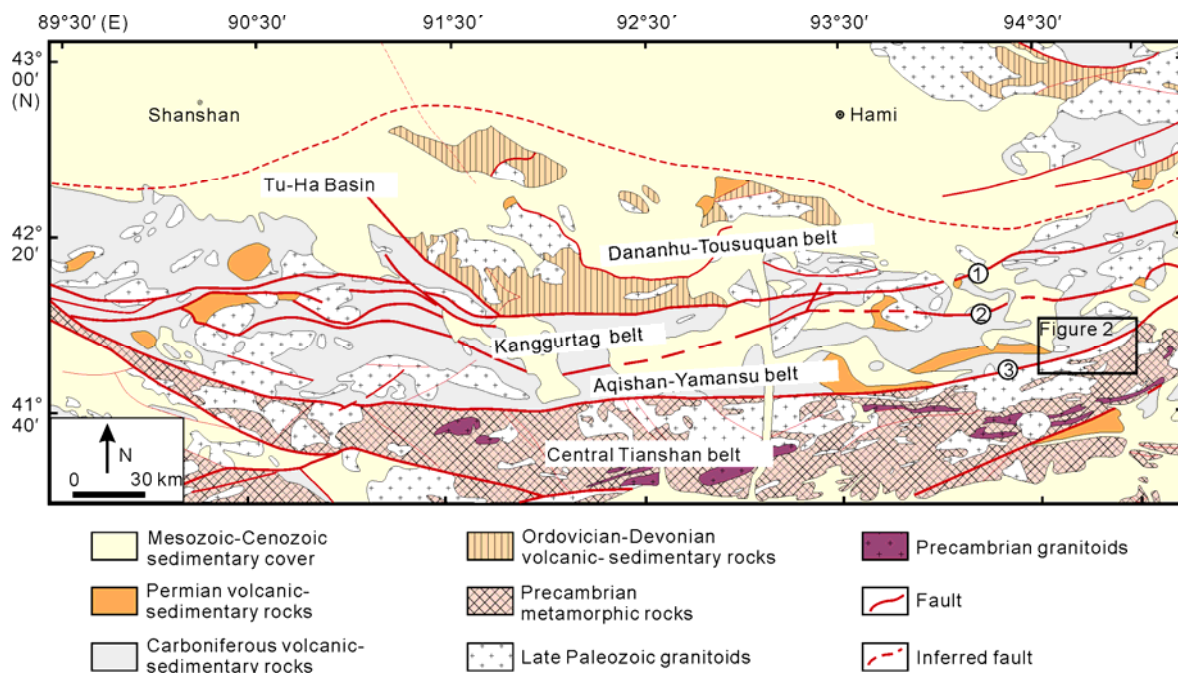 89°30′ (E) 90°30′ 91°30′ 92°30′ 93°30′ 94°30′
43°
00′
(N)
Shanshan
Hami
Tu-Ha Basin
42°
20′
Dananhu-Tousuquan belt
①
②
Figure 2
Kanggurtag belt
③
Aqishan-Yamansu belt
41°
40′
Central Tianshan belt
N
0 30 km
Mesozoic-Cenozoic
sedimentary cover
Ordovician-Devonian
volcanic- sedimentary rocks
Precambrian granitoids
Permian volcanic-
sedimentary rocks
Precambrian
metamorphic rocks
Fault
Carboniferous volcanic-
sedimentary rocks
Late Paleozoic granitoids
Inferred fault